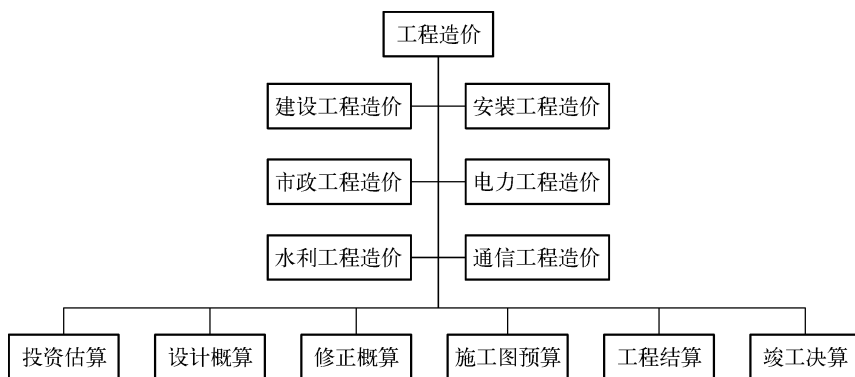 工程造价
建设工程造价
安装工程造价
市政工程造价
电力工程造价
水利工程造价
通信工程造价
投资估算
设计概算
修正概算
施工图预算
工程结算
竣工决算